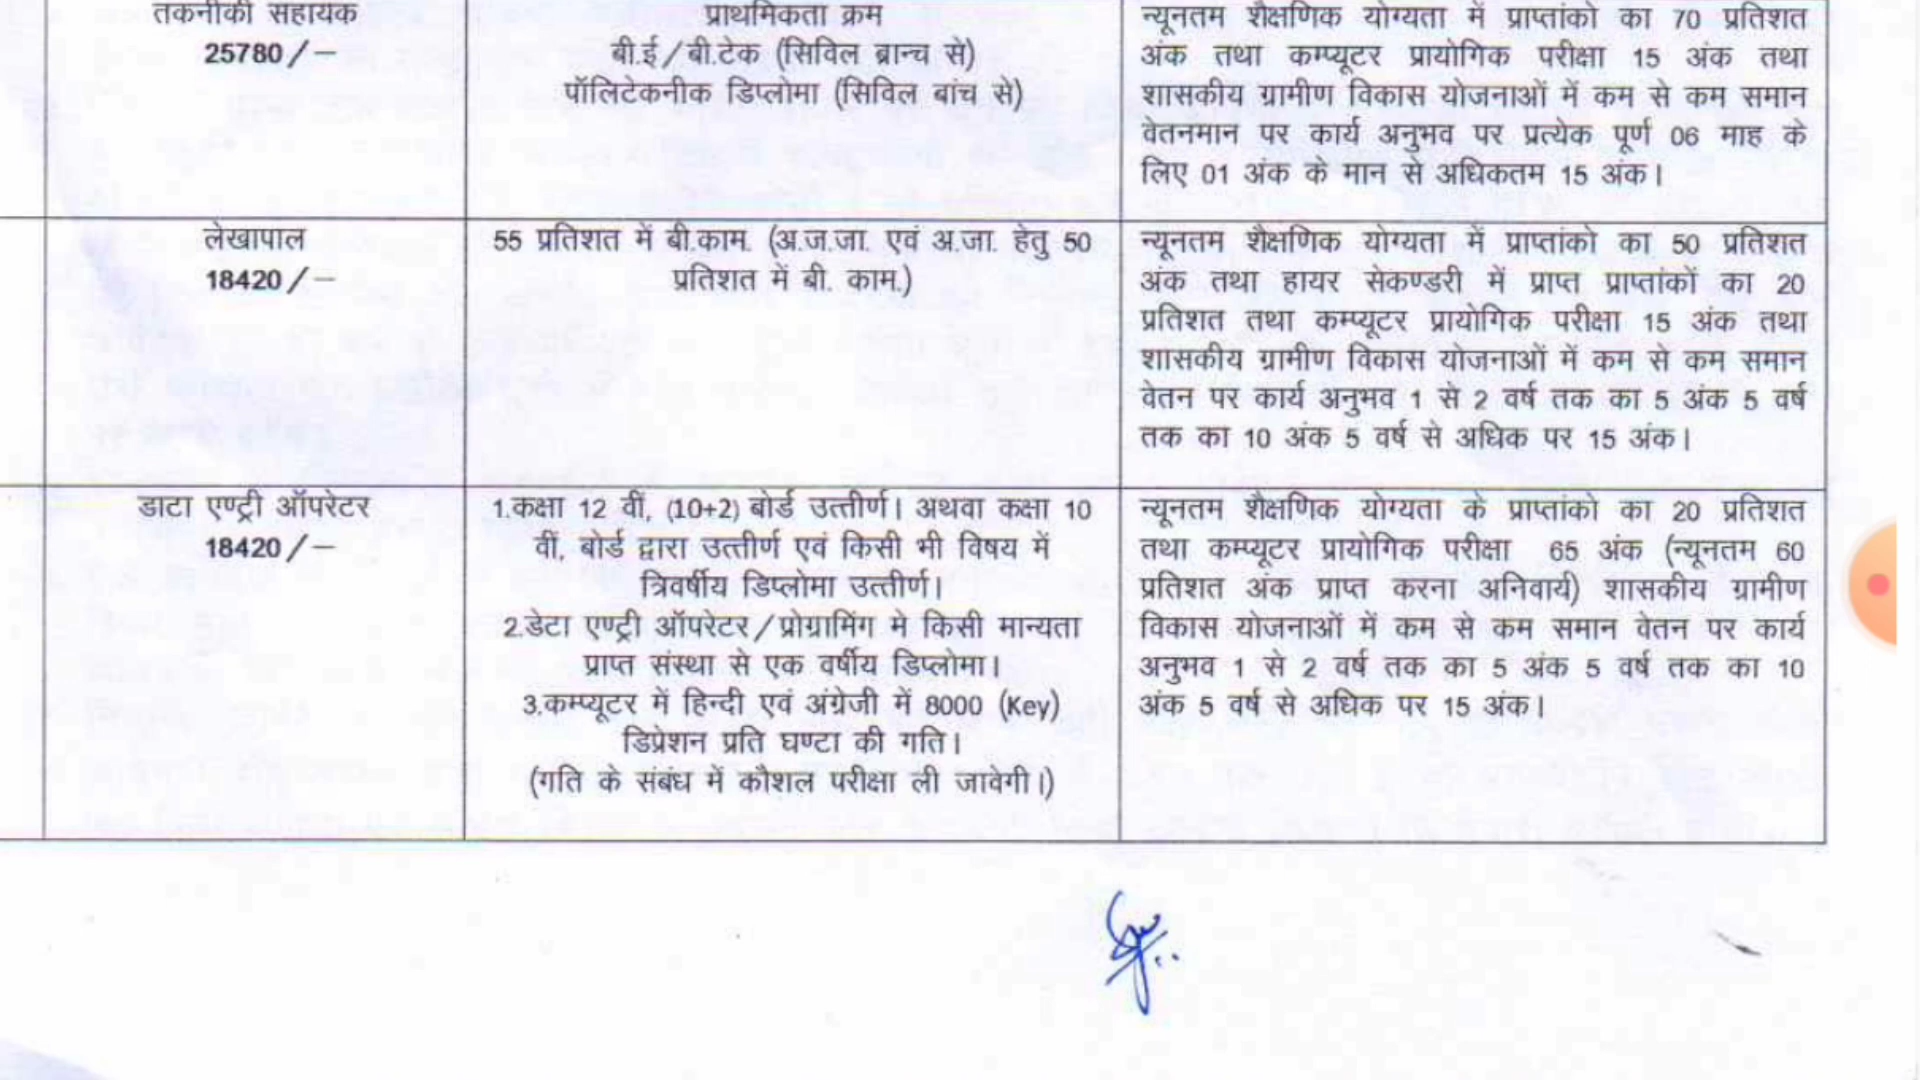 तकनीकी सहायक
25780/—
प्राथमिकता क्रम
बी.ई/बी.टेक (सिविल ब्रान्च से)
पॉलिटेकनीक डिप्लोमा (सिविल बांच से)
न्यूनतम शैक्षणिक योग्यता में प्राप्तांको का 70 प्रतिशत
अंक तथा कम्प्यूटर प्रायोगिक परीक्षा 15 अंक तथा
शासकीय ग्रामीण विकास योजनाओं में कम से कम समान
वेतनमान पर कार्य अनुभव पर प्रत्येक पूर्ण 06 माह के
लिए 01 अंक के मान से अधिकतम 15 अंक।
लेखापाल
18420/—
55 प्रतिशत में बी.काम. (अ.ज.जा. एवं अ.जा. हेतु 50
प्रतिशत में बी. काम.)
न्यूनतम शैक्षणिक योग्यता में प्राप्तांको का 50 प्रतिशत
अंक तथा हायर सेकण्डरी में प्राप्त प्राप्तांकों का 20
प्रतिशत तथा कम्प्यूटर प्रायोगिक परीक्षा 15 अंक तथा
शासकीय ग्रामीण विकास योजनाओं में कम से कम समान
वेतन पर कार्य अनुभव 1 से 2 वर्ष तक का 5 अंक 5 वर्ष
तक का 10 अंक 5 वर्ष से अधिक पर 15 अंक।
डाटा एण्ट्री ऑपरेटर
18420/—
1.कक्षा 12 वीं, (10+2) बोर्ड उत्तीर्ण। अथवा कक्षा 10
वीं, बोर्ड द्वारा उत्तीर्ण एवं किसी भी विषय में
त्रिवर्षीय डिप्लोमा उत्तीर्ण।
2.डेटा एण्ट्री ऑपरेटर/प्रोग्रामिंग मे किसी मान्यता
प्राप्त संस्था से एक वर्षीय डिप्लोमा।
3.कम्प्यूटर में हिन्दी एवं अंग्रेजी में 8000 (Key)
डिप्रेशन प्रति घण्टा की गति।
(गति के संबंध में कौशल परीक्षा ली जावेगी।)
न्यूनतम शैक्षणिक योग्यता के प्राप्तांको का 20 प्रतिशत
तथा कम्प्यूटर प्रायोगिक परीक्षा 65 अंक (न्यूनतम 60
प्रतिशत अंक प्राप्त करना अनिवार्य) शासकीय ग्रामीण
विकास योजनाओं में कम से कम समान वेतन पर कार्य
अनुभव 1 से 2 वर्ष तक का 5 अंक 5 वर्ष तक का 10
अंक 5 वर्ष से अधिक पर 15 अंक।